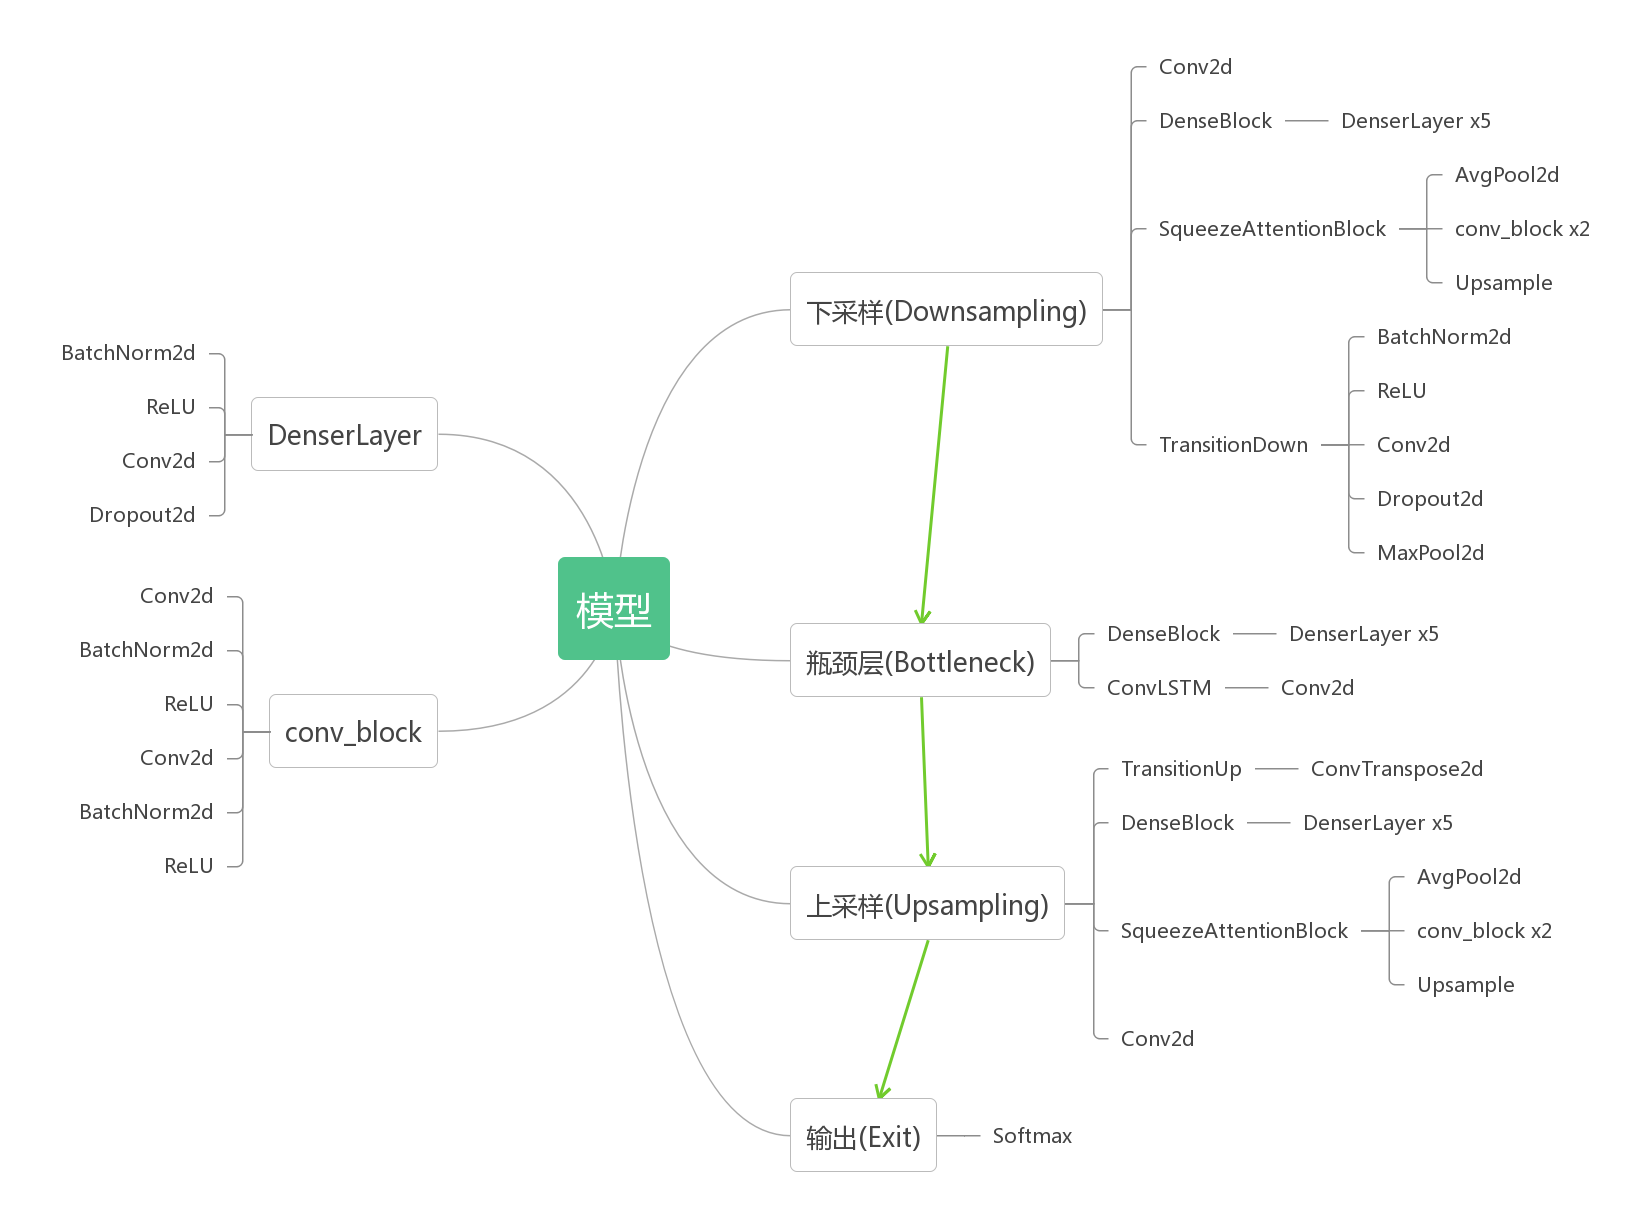 模型
DenserLayer
BatchNorm2d
ReLU
Conv2d
Dropout2d
conv_block
Conv2d
BatchNorm2d
ReLU
Conv2d
BatchNorm2d
ReLU
下采样(Downsampling)
Conv2d
DenseBlock
DenserLayer x5
SqueezeAttentionBlock
AvgPool2d
conv_block x2
Upsample
TransitionDown
BatchNorm2d
ReLU
Conv2d
Dropout2d
MaxPool2d
瓶颈层(Bottleneck)
DenseBlock
DenserLayer x5
ConvLSTM
Conv2d
上采样(Upsampling)
TransitionUp
ConvTranspose2d
DenseBlock
DenserLayer x5
SqueezeAttentionBlock
AvgPool2d
conv_block x2
Upsample
Conv2d
输出(Exit)
Softmax